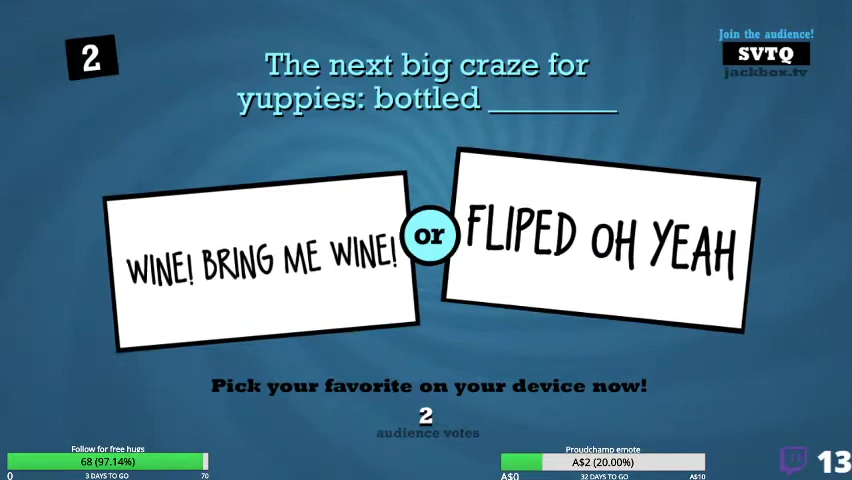 2
The next big craze for
yuppies: bottled ________
Join the audience!
SVTQ
jackbox.tv
WINE! BRING ME WINE!
or
FLIPED OH YEAH
Pick your favorite on your device now!
2
audience votes
Follow for free hugs
68 (97.14%)
0
3 DAYS TO GO
70
Proudchamp emote
A$2 (20.00%)
A$0
32 DAYS TO GO
A$10
13